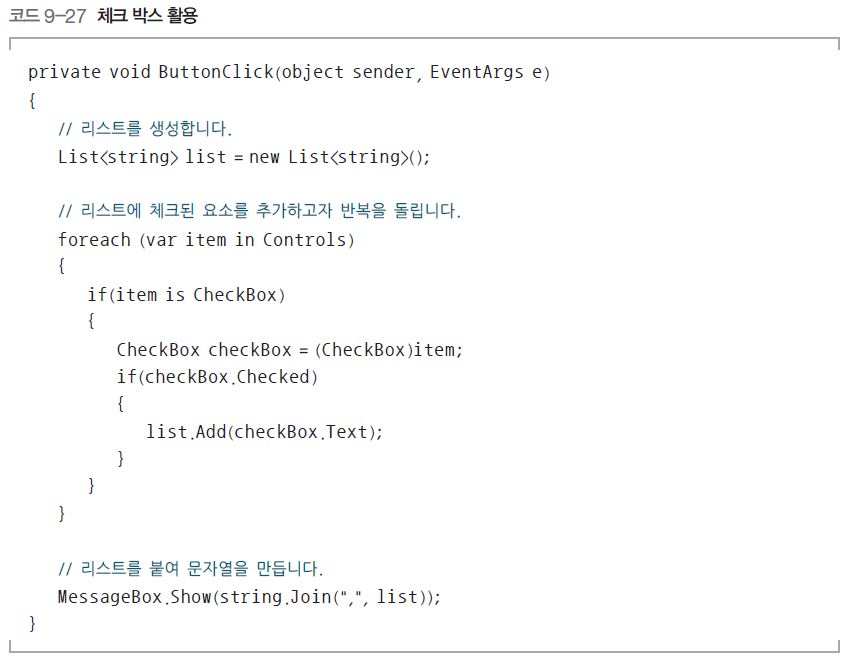 코드 9-27 체크 박스 활용
private void ButtonClick(object sender, EventArgs e)
{
// 리스트를 생성합니다.
List<string> list = new List<string>();
// 리스트에 체크된 요소를 추가하고자 반복을 돌립니다.
foreach (var item in Controls)
{
if(item is CheckBox)
{
CheckBox checkBox = (CheckBox)item;
if(checkBox.Checked)
{
list.Add(checkBox.Text);
}
}
}
// 리스트를 붙여 문자열을 만듭니다.
MessageBox.Show(string.Join(",", list));
}